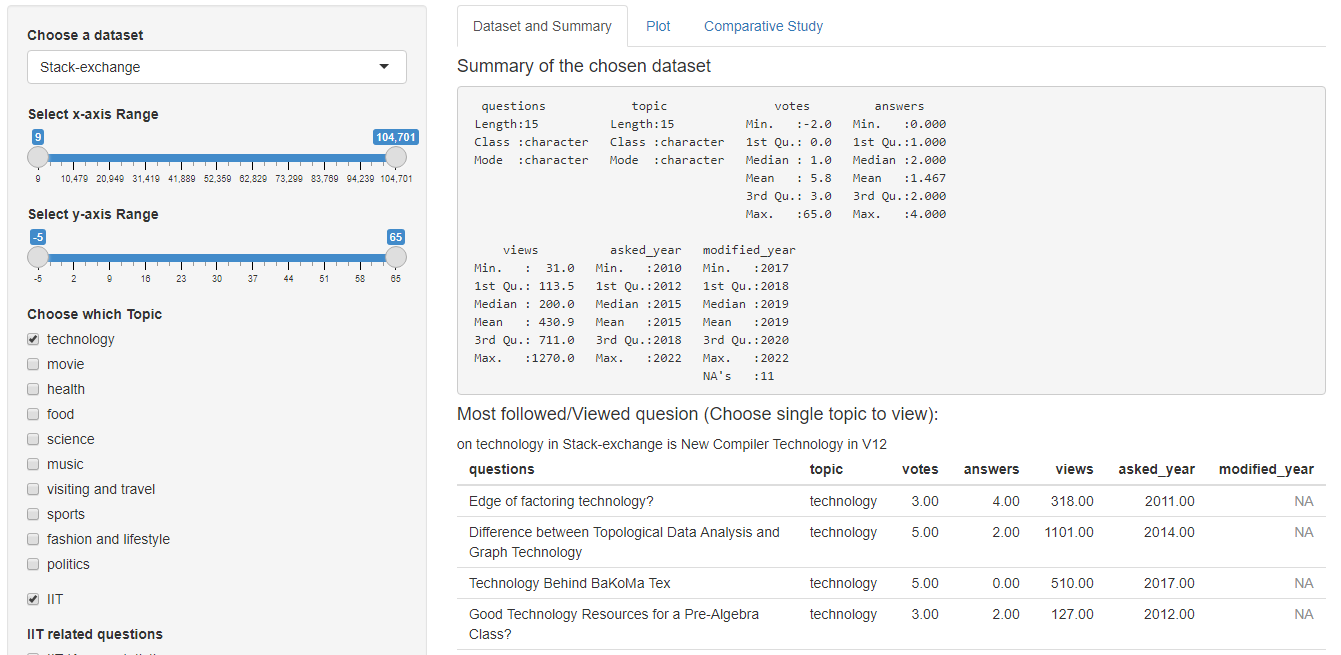 Choose a dataset
Stack-exchange
Select x-axis Range
9 104,701
9 10,479 20,949 31,419 41,889 52,359 62,829 73,299 83,769 94,239 104,701
Select y-axis Range
-5 65
-5 2 9 16 23 30 37 44 51 58 65
Choose which Topic
technology
movie
health
food
science
music
visiting and travel
sports
fashion and lifestyle
politics
IIT
IIT related questions
Dataset and Summary Plot Comparative Study
Summary of the chosen dataset
questions topic votes answers
Length:15 Length:15 Min. :-2.0 Min. :0.000
Class :character Class :character 1st Qu.: 0.0 1st Qu.:1.000
Mode :character Mode :character Median : 1.0 Median :2.000
Mean : 5.8 Mean :1.467
3rd Qu.: 3.0 3rd Qu.:2.000
Max. :65.0 Max. :4.000
views asked_year modified_year
Min. : 31.0 Min. :2010 Min. :2017
1st Qu.: 113.5 1st Qu.:2012 1st Qu.:2018
Median : 200.0 Median :2015 Median :2019
Mean : 430.9 Mean :2015 Mean :2019
3rd Qu.: 711.0 3rd Qu.:2018 3rd Qu.:2020
Max. :1270.0 Max. :2022 Max. :2022
NA's :11
Most followed/Viewed quesion (Choose single topic to view):
on technology in Stack-exchange is New Compiler Technology in V12
questions topic votes answers views asked_year modified_year
Edge of factoring technology? technology 3.00 4.00 318.00 2011.00 NA
Difference between Topological Data Analysis and technology 5.00 2.00 1101.00 2014.00 NA
Graph Technology
Technology Behind BaKoMa Tex technology 5.00 0.00 510.00 2017.00 NA
Good Technology Resources for a Pre-Algebra technology 3.00 2.00 127.00 2012.00 NA
Class?